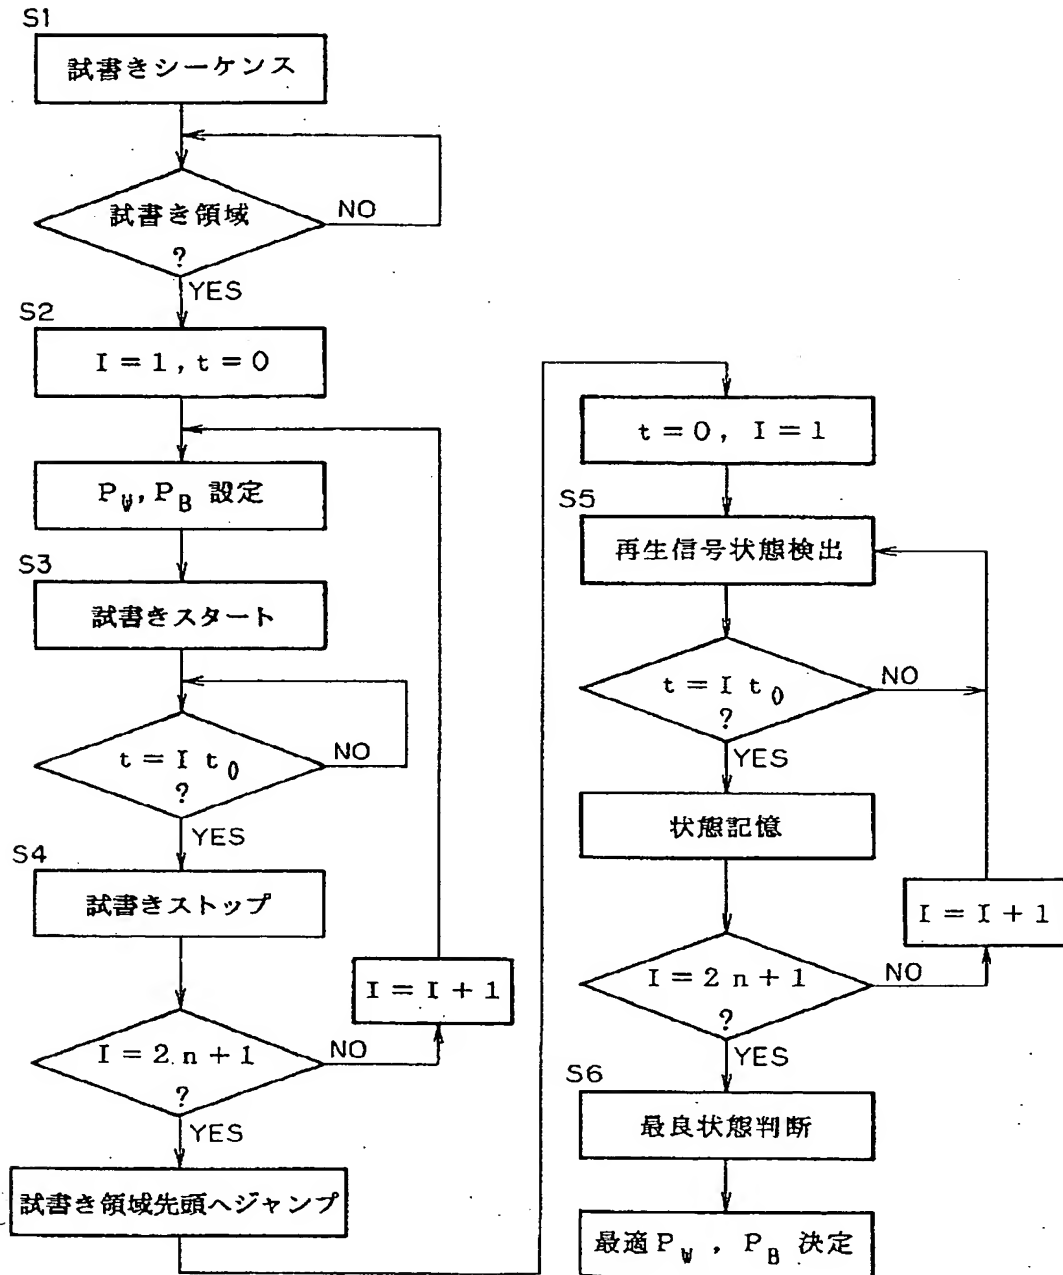 S1
試書きシーケンス
試書き領域
?
NO
YES
S2
I = 1 , t = 0
P_W , P_B 設定
S3
試書きスタート
t = I t_0
?
NO
YES
S4
試書きストップ
I = I + 1
I = 2 n + 1
?
NO
YES
試書き領域先頭へジャンプ
t = 0 , I = 1
S5
再生信号状態検出
t = I t_0
?
NO
YES
状態記憶
I = I + 1
I = 2 n + 1
?
NO
YES
S6
最良状態判断
最適 P_W , P_B 決定